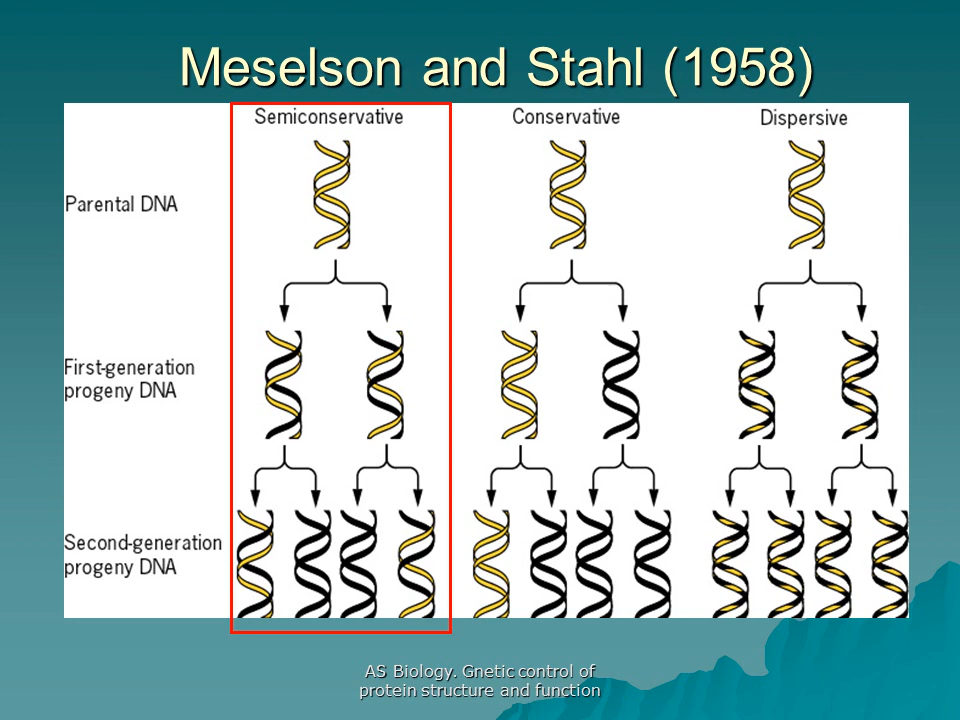 Meselson and Stahl (1958)
Semiconservative
Conservative
Dispersive
Parental DNA
First-generation
progeny DNA
Second-generation
progeny DNA
AS Biology. Gnetic control of
protein structure and function